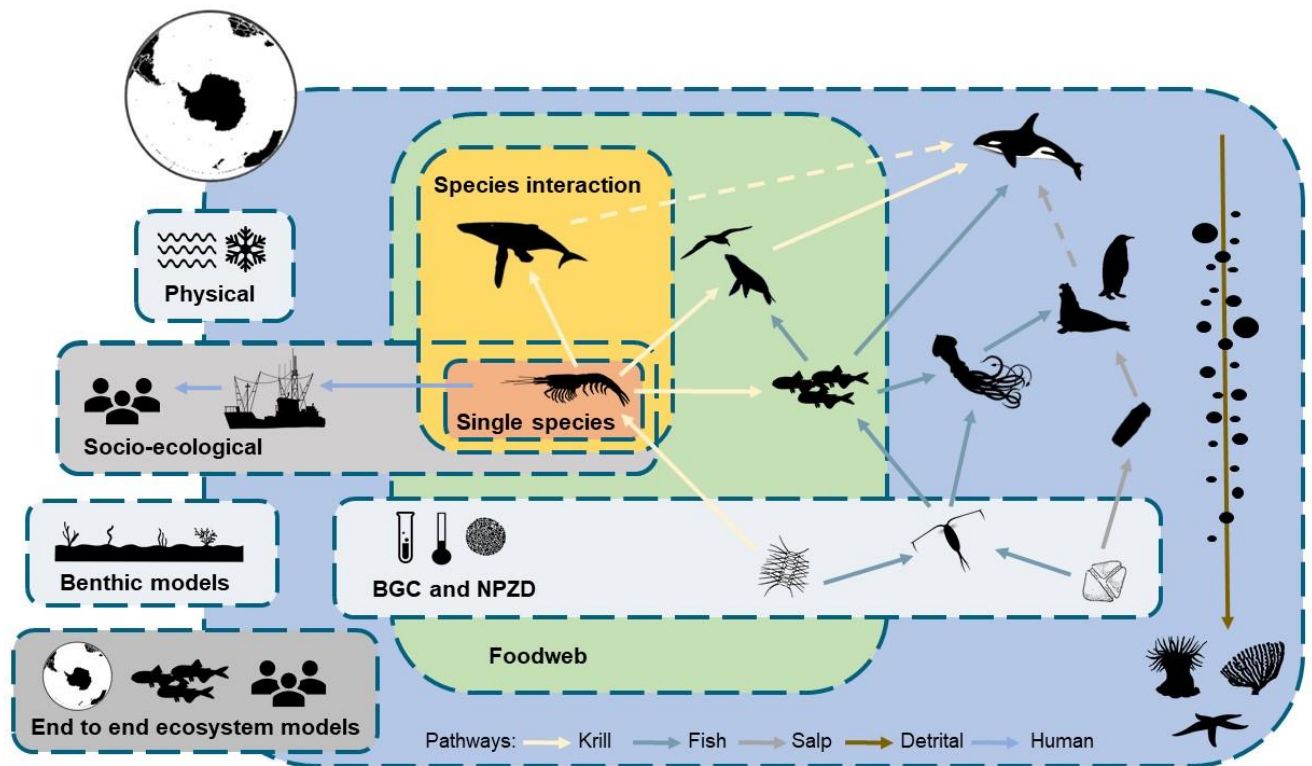 Species interaction
Physical
Single species
Socio-ecological
Benthic models
BGC and NPZD
Foodweb
End to end ecosystem models
Pathways: Krill Fish Salp Detrital Human